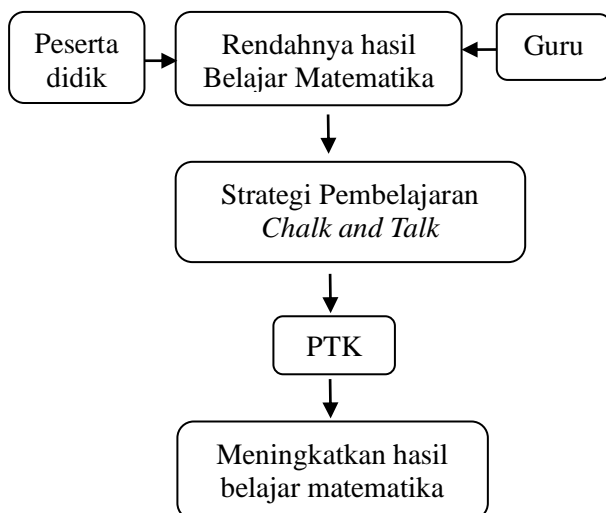 Peserta
didik
Rendahnya hasil
Belajar Matematika
Guru
Strategi Pembelajaran
Chalk and Talk
PTK
Meningkatkan hasil
belajar matematika